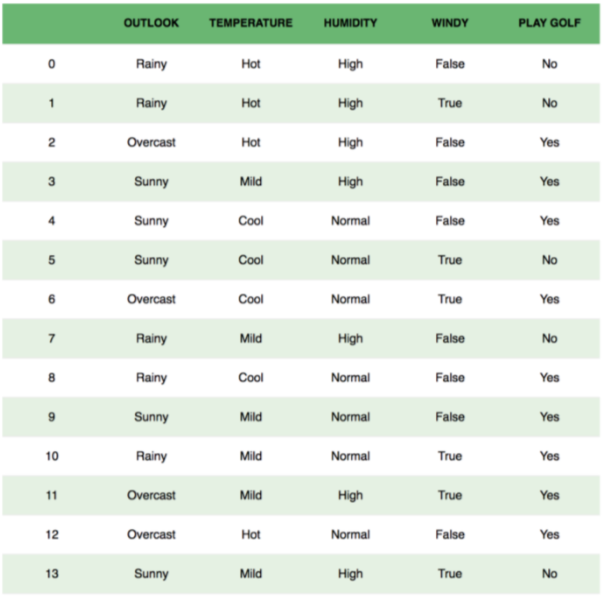 OUTLOOK TEMPERATURE HUMIDITY WINDY PLAY GOLF
0 Rainy Hot High False No
1 Rainy Hot High True No
2 Overcast Hot High False Yes
3 Sunny Mild High False Yes
4 Sunny Cool Normal False Yes
5 Sunny Cool Normal True No
6 Overcast Cool Normal True Yes
7 Rainy Mild High False No
8 Rainy Cool Normal False Yes
9 Sunny Mild Normal False Yes
10 Rainy Mild Normal True Yes
11 Overcast Mild High True Yes
12 Overcast Hot Normal False Yes
13 Sunny Mild High True No